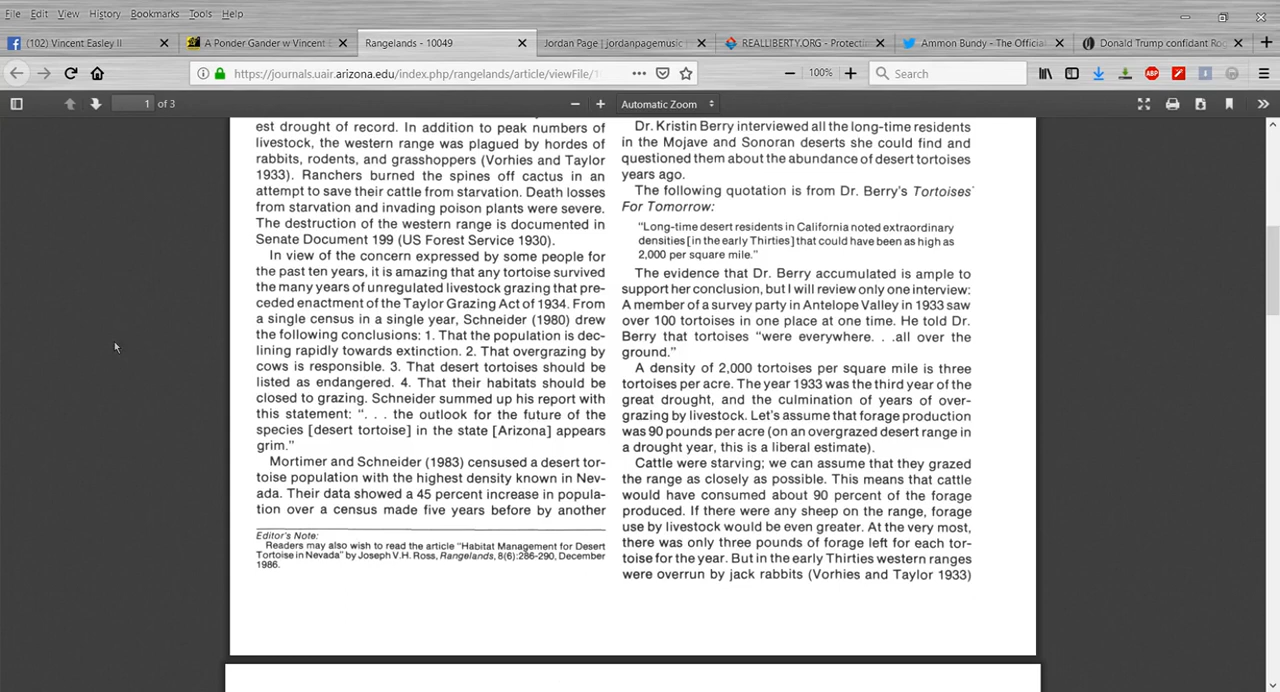 File Edit View History Bookmarks Tools Help
(102) Vincent Easley II
A Ponder Gander w Vincent
Rangelands - 10049
Jordan Page | jordanpagemusic
REALLIBERTY.ORG - Protectin
Ammon Bundy - The Official
Donald Trump confidant Rog
https://journals.uair.arizona.edu/index.php/rangelands/article/viewFile/1
100%
Search
1 of 3
Automatic Zoom
est drought of record. In addition to peak numbers of
livestock, the western range was plagued by hordes of
rabbits, rodents, and grasshoppers (Vorhies and Taylor
1933). Ranchers burned the spines off cactus in an
attempt to save their cattle from starvation. Death losses
from starvation and invading poison plants were severe.
The destruction of the western range is documented in
Senate Document 199 (US Forest Service 1930).
In view of the concern expressed by some people for
the past ten years, it is amazing that any tortoise survived
the many years of unregulated livestock grazing that pre-
ceded enactment of the Taylor Grazing Act of 1934. From
a single census in a single year, Schneider (1980) drew
the following conclusions: 1. That the population is dec-
lining rapidly towards extinction. 2. That overgrazing by
cows is responsible. 3. That desert tortoises should be
listed as endangered. 4. That their habitats should be
closed to grazing. Schneider summed up his report with
this statement: ". . . the outlook for the future of the
species [desert tortoise] in the state [Arizona] appears
grim."
Mortimer and Schneider (1983) censused a desert tor-
toise population with the highest density known in Nev-
ada. Their data showed a 45 percent increase in popula-
tion over a census made five years before by another
Editor's Note:
Readers may also wish to read the article "Habitat Management for Desert
Tortoise in Nevada" by Joseph V.H. Ross, Rangelands, 8(6):286-290, December
1986.
Dr. Kristin Berry interviewed all the long-time residents
in the Mojave and Sonoran deserts she could find and
questioned them about the abundance of desert tortoises
years ago.
The following quotation is from Dr. Berry's Tortoises
For Tomorrow:
"Long-time desert residents in California noted extraordinary
densities [in the early Thirties] that could have been as high as
2,000 per square mile."
The evidence that Dr. Berry accumulated is ample to
support her conclusion, but I will review only one interview:
A member of a survey party in Antelope Valley in 1933 saw
over 100 tortoises in one place at one time. He told Dr.
Berry that tortoises "were everywhere. . .all over the
ground."
A density of 2,000 tortoises per square mile is three
tortoises per acre. The year 1933 was the third year of the
great drought, and the culmination of years of over-
grazing by livestock. Let's assume that forage production
was 90 pounds per acre (on an overgrazed desert range in
a drought year, this is a liberal estimate).
Cattle were starving; we can assume that they grazed
the range as closely as possible. This means that cattle
would have consumed about 90 percent of the forage
produced. If there were any sheep on the range, forage
use by livestock would be even greater. At the very most,
there was only three pounds of forage left for each tor-
toise for the year. But in the early Thirties western ranges
were overrun by jack rabbits (Vorhies and Taylor 1933)